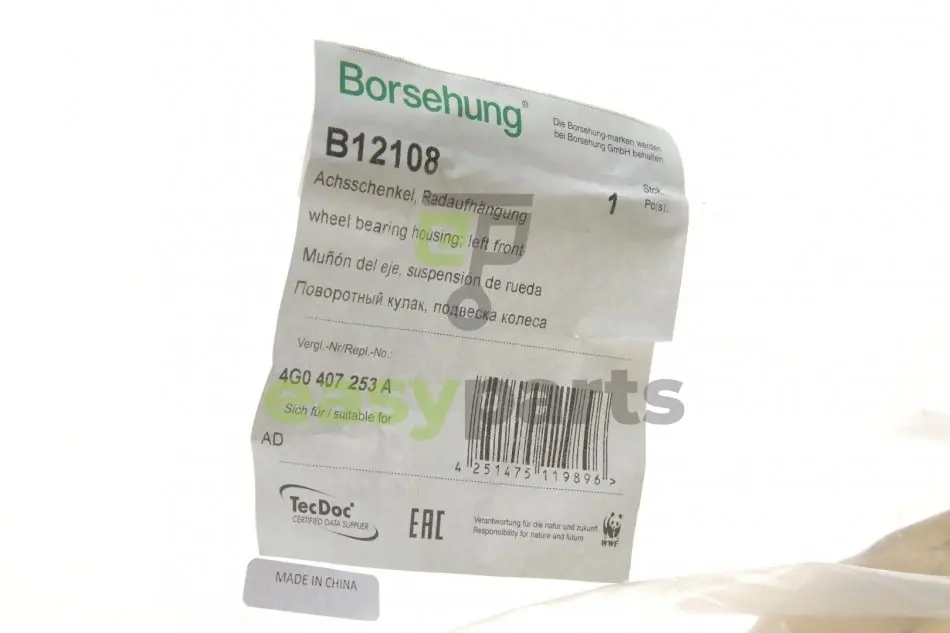 Borsehung®
Die Borsehung-marken werden
bei Borsehung GmbH behalten
B12108
1
Stck.
Pc(s).
Achsschenkel, Radaufhängung
wheel bearing housing; left front
Muñón del eje, suspensión de rueda
Поворотный кулак, подвеска колеса
Vergl.-Nr/Repl.-No.:
4G0 407 253 A
Sich für / suitable for
AD
easyparts
4 251475 119896 >
TecDoc
CERTIFIED DATA SUPPLIER
EAC
Verantwortung für die natur und zukunft.
Responsibility for nature and future.
WWF
MADE IN CHINA